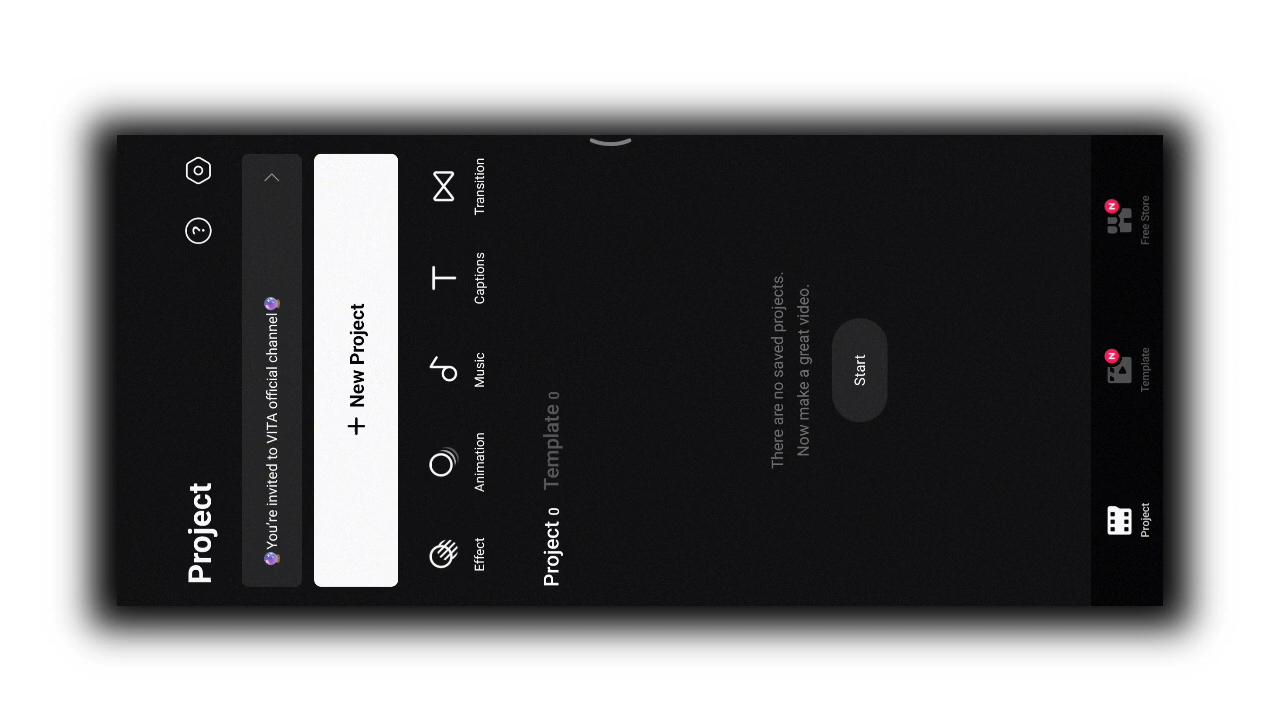 Project
?
🔮You're invited to VITA official channel🔮
+ New Project
Effect Animation Music Captions Transition
Project 0 Template 0
There are no saved projects.
Now make a great video.
Start
N N
Project Template Free Store